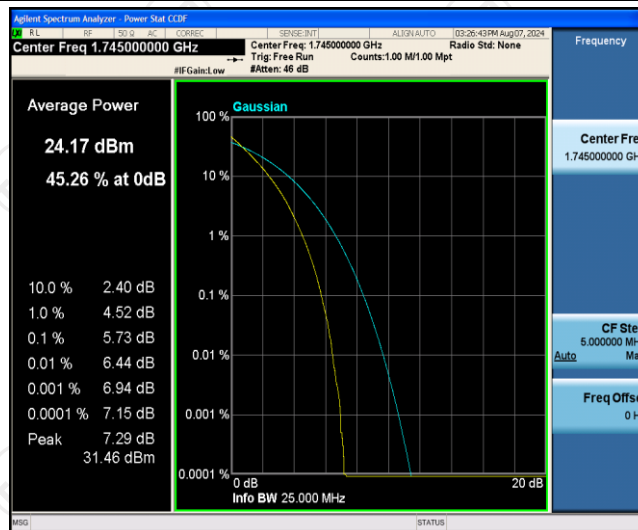 Agilent Spectrum Analyzer - Power Stat CCDF
RL RF 50 Ω AC CORREC SENSE:INT ALIGNAUTO 03:26:43PM Aug07, 2024
Center Freq 1.745000000 GHz
Center Freq: 1.745000000 GHz Radio Std: None
Trig: Free Run Counts:1.00 M/1.00 Mpt
#IFGain:Low #Atten: 46 dB
Frequency
Average Power
24.17 dBm
45.26 % at 0dB
10.0 % 2.40 dB
1.0 % 4.52 dB
0.1 % 5.73 dB
0.01 % 6.44 dB
0.001 % 6.94 dB
0.0001 % 7.15 dB
Peak 7.29 dB
31.46 dBm
Gaussian
100 %
10 %
1 %
0.1 %
0.01 %
0.001 %
0.0001 %
0 dB 20 dB
Info BW 25.000 MHz
Center Fre
1.745000000 GH
CF Ste
5.000000 MH
Auto Ma
Freq Offse
0 H
MSG STATUS